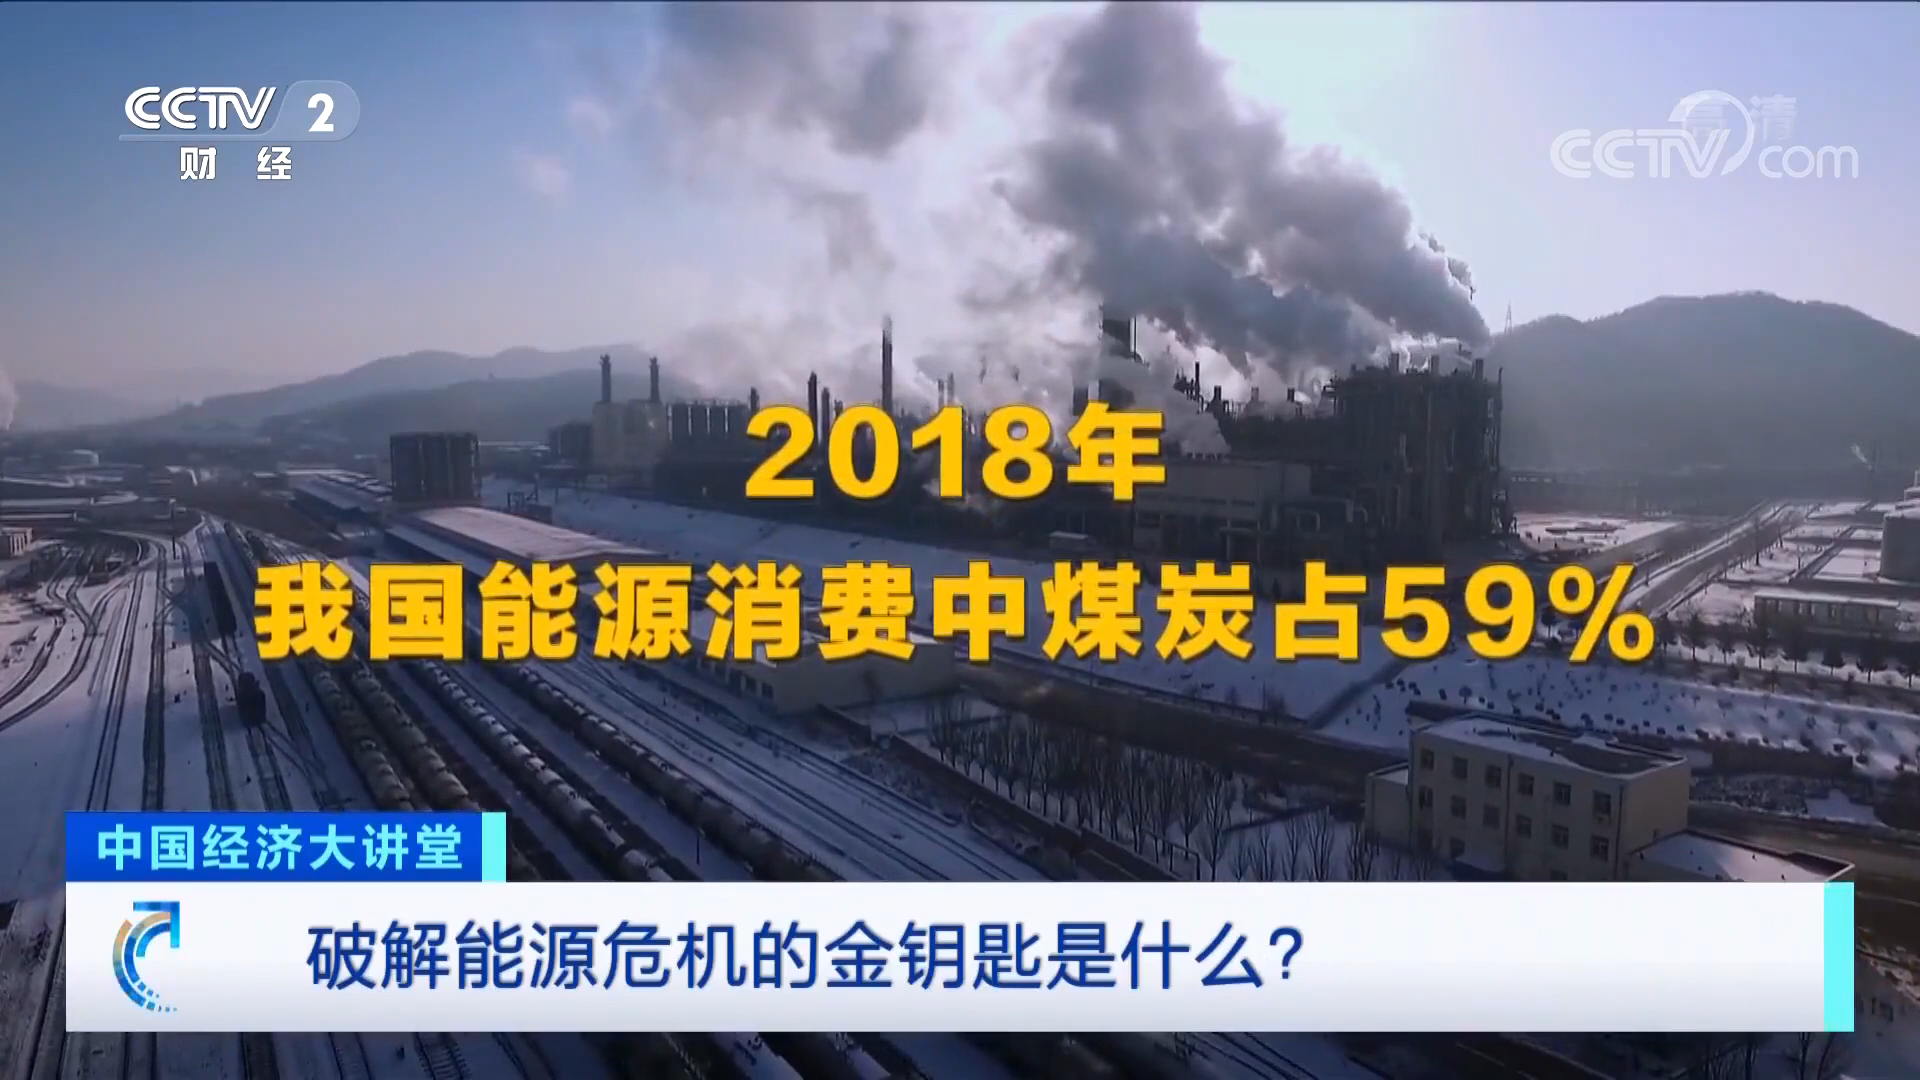 CCTV 2
财 经
高清
CCTV com
2018年
我国能源消费中煤炭占59%
中国经济大讲堂
破解能源危机的金钥匙是什么?